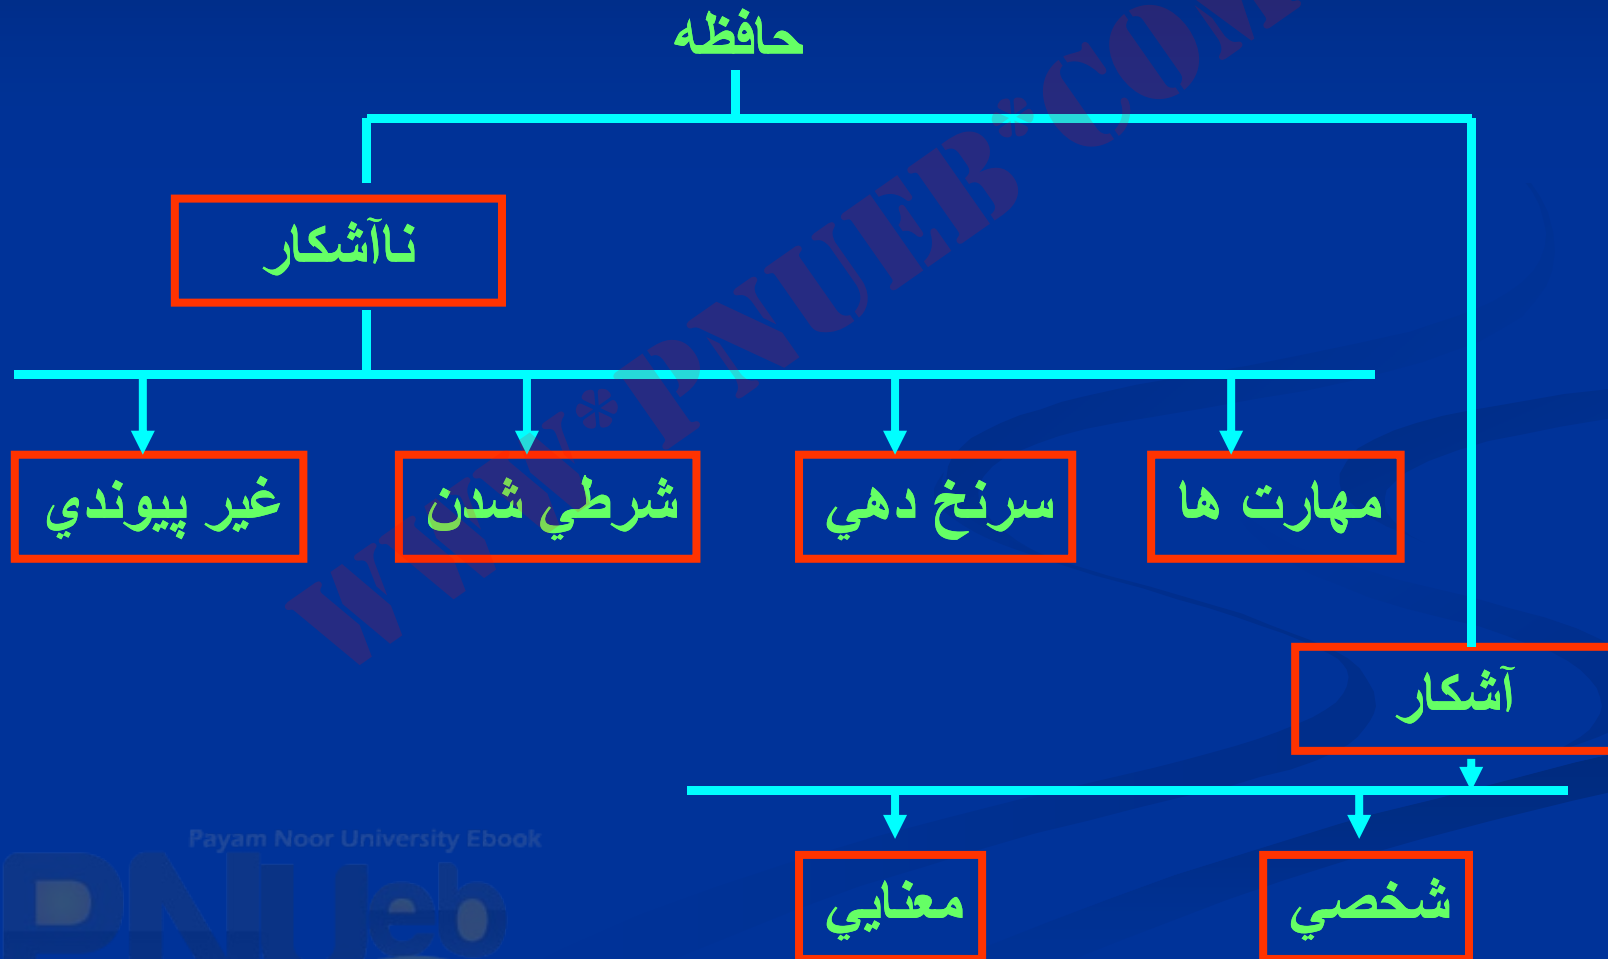 حافظه
ناآشكار
مهارت ها
سرنخ دهي
شرطي شدن
غير پيوندي
آشكار
شخصي
معنايي
WWW*PNUEB*COM
Payam Noor University Ebook
PNUeb